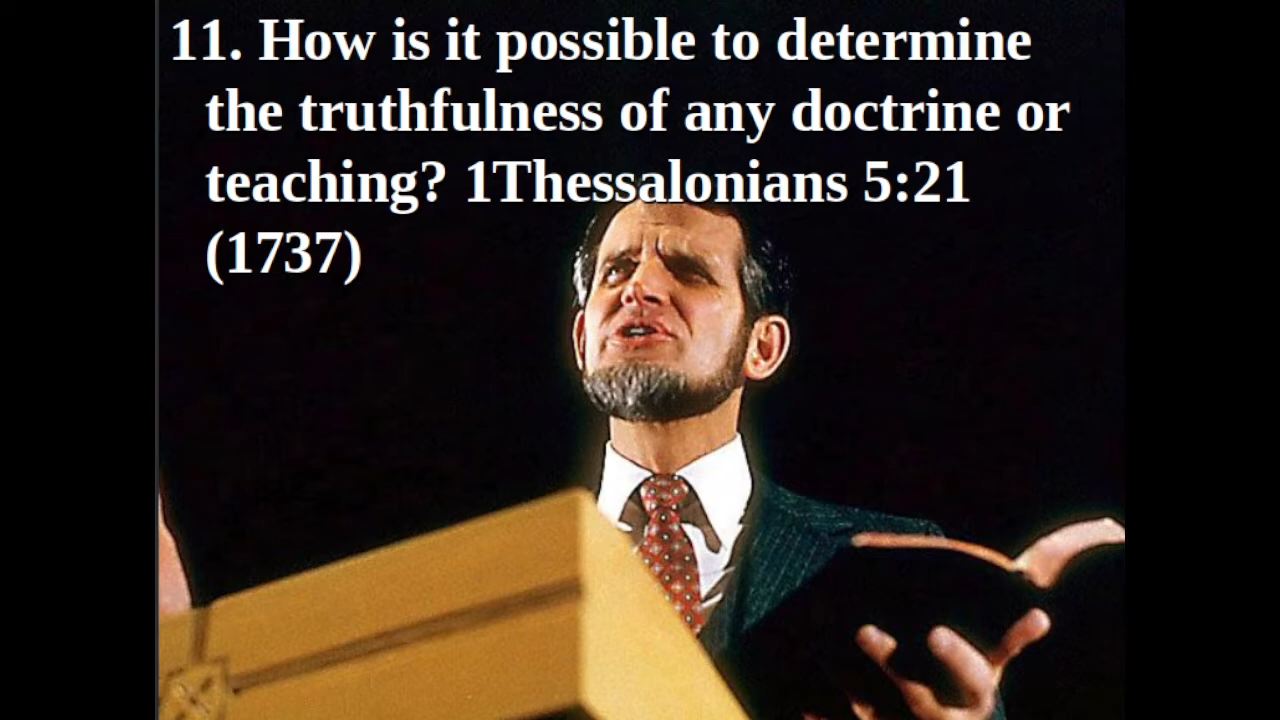 11. How is it possible to determine
the truthfulness of any doctrine or
teaching? 1Thessalonians 5:21
(1737)